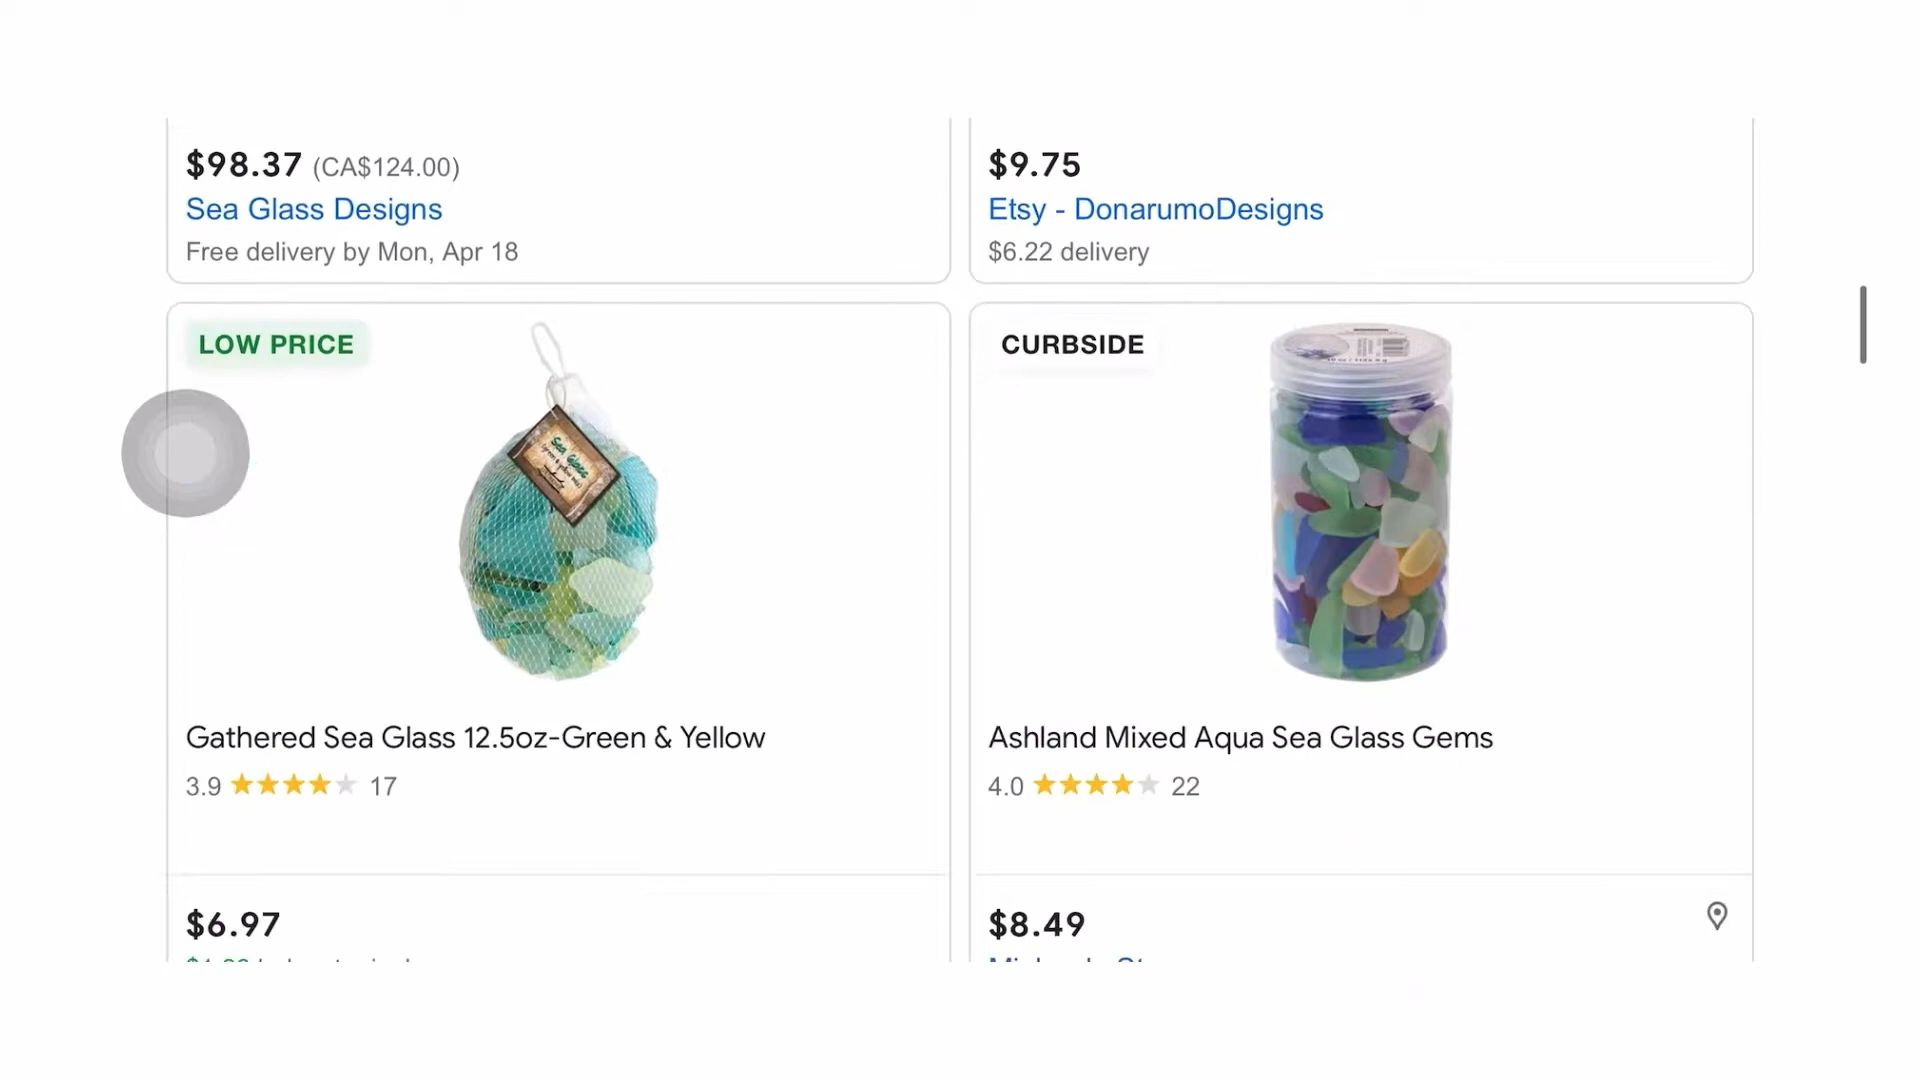 $98.37 (CA$124.00)
Sea Glass Designs
Free delivery by Mon, Apr 18
$9.75
Etsy - DonarumoDesigns
$6.22 delivery
LOW PRICE
Sea Glass
Gathered Sea Glass 12.5oz-Green & Yellow
3.9 17
$6.97
CURBSIDE
Ashland Mixed Aqua Sea Glass Gems
4.0 22
$8.49